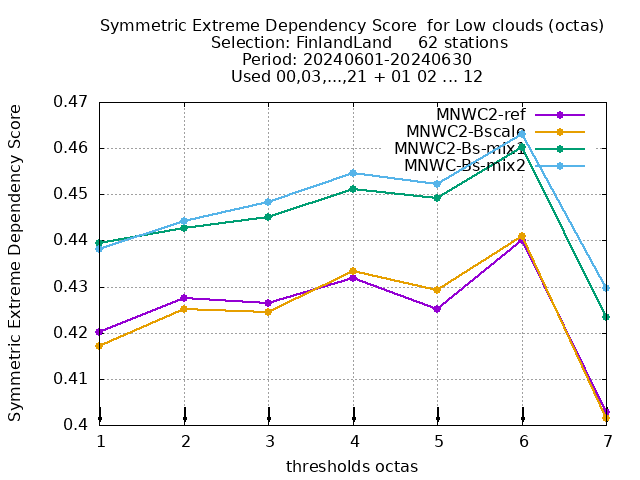 Symmetric Extreme Dependency Score  for Low clouds (octas)
Selection: FinlandLand     62 stations
Period: 20240601-20240630
Used 00,03,...,21 + 01 02 ... 12
MNWC2-ref
MNWC2-Bscale
MNWC2-Bs-mix1
MNWC-Bs-mix2
Symmetric Extreme Dependency Score
0.47
0.46
0.45
0.44
0.43
0.42
0.41
0.4
1 2 3 4 5 6 7
thresholds octas